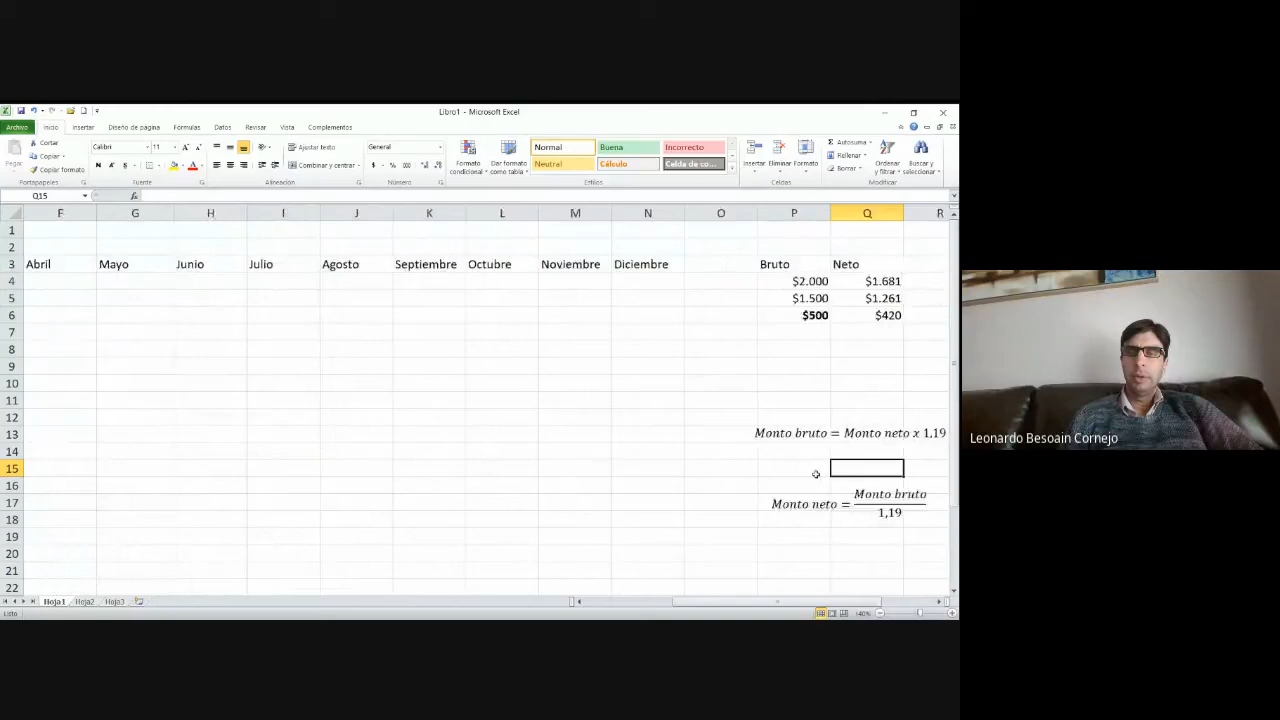 Libro1 - Microsoft Excel
Archivo Inicio Insertar Diseño de página Fórmulas Datos Revisar Vista Complementos
Pegar
Cortar
Copiar
Copiar formato
Portapapeles
Calibri 11
N K S
Fuente
Ajustar texto
Combinar y centrar
Alineación
General
$ % 000
Número
Formato condicional
Dar formato como tabla
Normal Buena Incorrecto
Neutral Cálculo Celda de co...
Estilos
Insertar Eliminar Formato
Celdas
Autosuma
Rellenar
Borrar
Ordenar y filtrar
Buscar y seleccionar
Modificar
Q15 fx
F G H I J K L M N O P Q R
1
2
3 Abril Mayo Junio Julio Agosto Septiembre Octubre Noviembre Diciembre Bruto Neto
4 $2.000 $1.681
5 $1.500 $1.261
6 $500 $420
7
8
9
10
11
12
13 Monto bruto = Monto neto x 1,19
14
15
16
17 Monto neto = Monto bruto
1,19
18
19
20
21
22
Hoja1 Hoja2 Hoja3
Listo 140%
Leonardo Besoain Cornejo